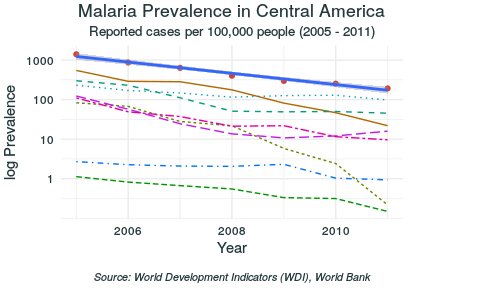 Malaria Prevalence in Central America
Reported cases per 100,000 people (2005 - 2011)
log Prevalence
1000
100
10
1
2006
2008
2010
Year
Source: World Development Indicators (WDI), World Bank